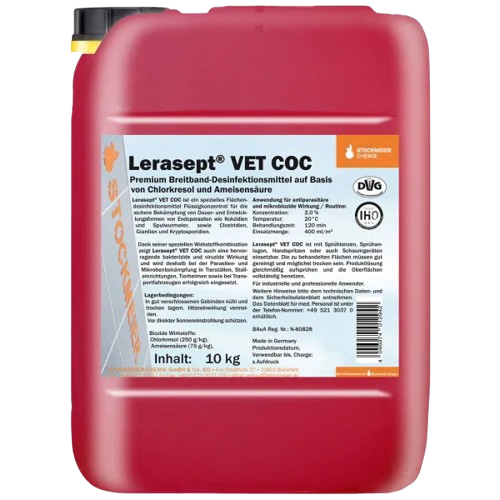 STOCKMEIER
CHEMIE
Lerasept® VET COC
Premium Breitband-Desinfektionsmittel auf Basis
von Chlorkresol und Ameisensäure
DVG
IHO
Lerasept® VET COC ist ein spezielles Flächen-
desinfektionsmittel Flüssigkonzentrat für die
sichere Bekämpfung von Dauer- und Entwick-
lungsformen von Endoparasiten wie Kokzidien
und Spulwurmeier, sowie Clostridien,
Giardien und Kryptosporidien.
Dank seiner speziellen Wirkstoffkombination
zeigt Lerasept® VET COC auch eine hervor-
ragende bakterizide und viruzide Wirkung
und wird deshalb bei der Parasiten- und
Mikrobenbekämpfung in Tierställen, Stall-
einrichtungen, Tierheimen sowie bei Trans-
portfahrzeugen erfolgreich eingesetzt.
Lagerbedingungen:
In gut verschlossenen Gebinden kühl und
trocken lagern. Hitzeeinwirkung vermei-
den.
Vor direkter Sonneneinstrahlung schützen.
Biozide Wirkstoffe:
Chlorkresol (250 g/kg),
Ameisensäure (75 g/kg).
Inhalt: 10 kg
Anwendung für antiparasitäre
und mikrobiozide Wirkung / Routine:
Konzentration: 2,0 %
Temperatur: 20°C
Behandlungszeit: 120 min
Einsatzmenge: 400 ml/m²
Lerasept® VET COC ist mit Sprühlanzen, Sprühan-
lagen, Handspritzen oder auch Schaumgeräten
einsetzbar. Die zu behandelnden Flächen müssen gut
gereinigt und möglichst trocken sein. Produktlösung
gleichmäßig aufsprühen und die Oberflächen
vollständig benetzen.
Für industrielle und professionelle Anwender.
Weitere Hinweise bitte dem technischen Daten- und
dem Sicherheitsdatenblatt entnehmen.
Das Datenblatt für med. Personal ist unter
der Telefon-Nummer +49 521 3037 0
erhältlich.
BAuA Reg. Nr.: N-80828
Made in Germany
Produktionsdatum,
Verwendbar bis, Charge:
s.Aufdruck